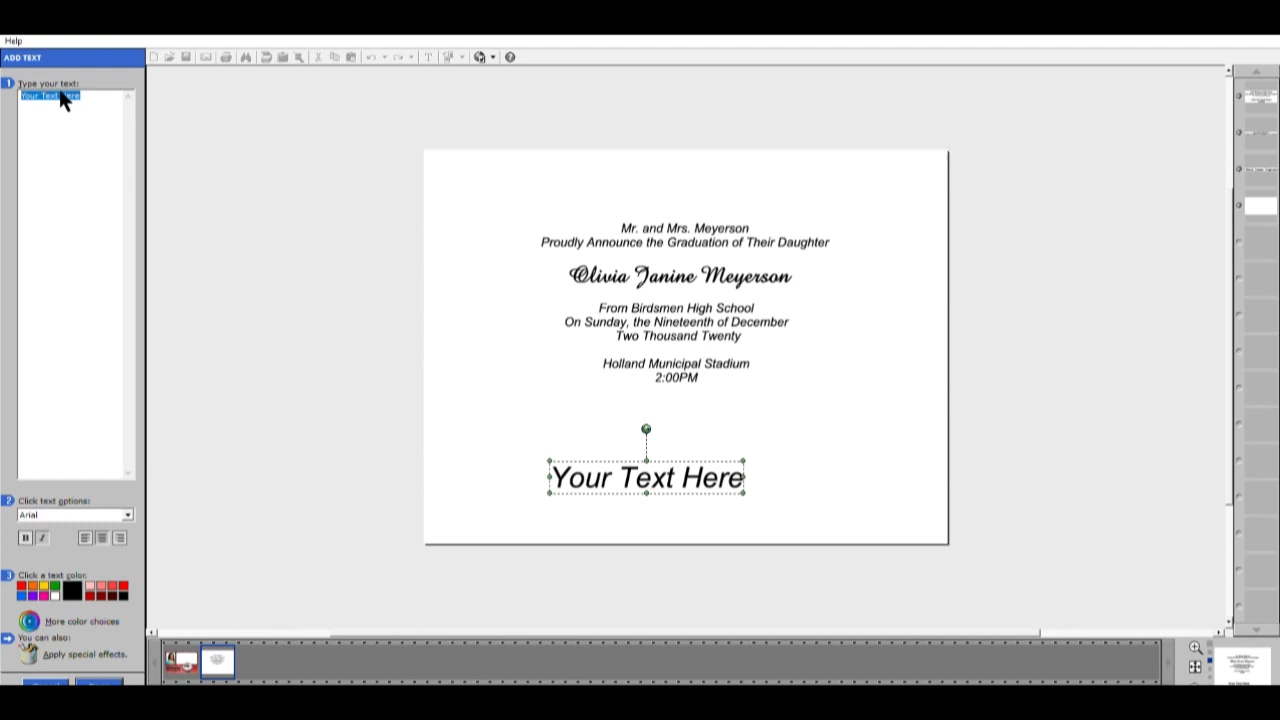 Help
ADD TEXT
1 Type your text:
Your Text Here
Mr. and Mrs. Meyerson
Proudly Announce the Graduation of Their Daughter
Olivia Janine Meyerson
From Birdsmen High School
On Sunday, the Nineteenth of December
Two Thousand Twenty
Holland Municipal Stadium
2:00PM
Your Text Here
2 Click text options:
Arial
B I
3 Click a text color.
More color choices
You can also:
Apply special effects.